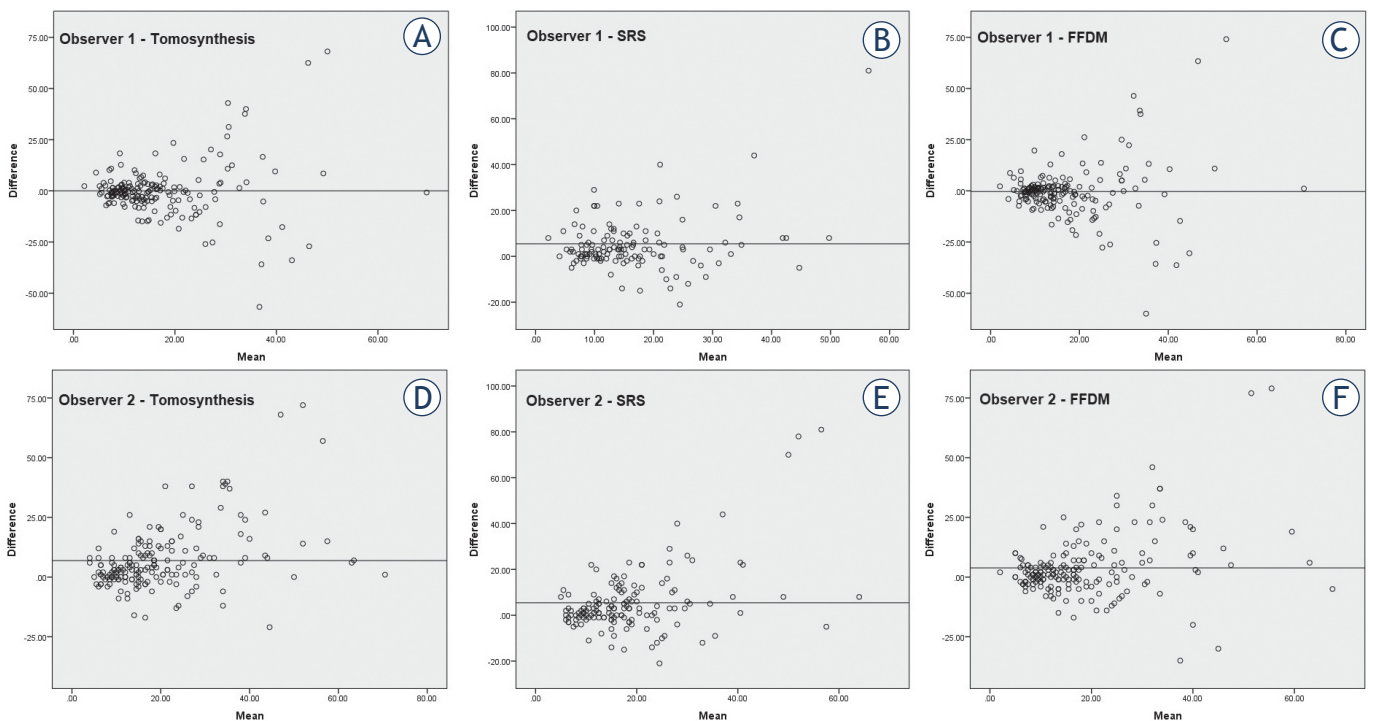 Observer 1 - Tomosynthesis
A
75.00
50.00
25.00
.00
-25.00
-50.00
Difference
.00
20.00
40.00
60.00
Mean
Observer 1 - SRS
B
100.00
80.00
60.00
40.00
20.00
.00
-20.00
Difference
.00
10.00
20.00
30.00
40.00
50.00
60.00
Mean
Observer 1 - FFDM
C
75.00
50.00
25.00
.00
-25.00
-50.00
Difference
.00
20.00
40.00
60.00
80.00
Mean
Observer 2 - Tomosynthesis
D
75.00
50.00
25.00
.00
-25.00
Difference
.00
20.00
40.00
60.00
80.00
Mean
Observer 2 - SRS
E
100.00
80.00
60.00
40.00
20.00
.00
-20.00
Difference
.00
20.00
40.00
60.00
Mean
Observer 2 - FFDM
F
75.00
50.00
25.00
.00
-25.00
Difference
.00
20.00
40.00
60.00
Mean